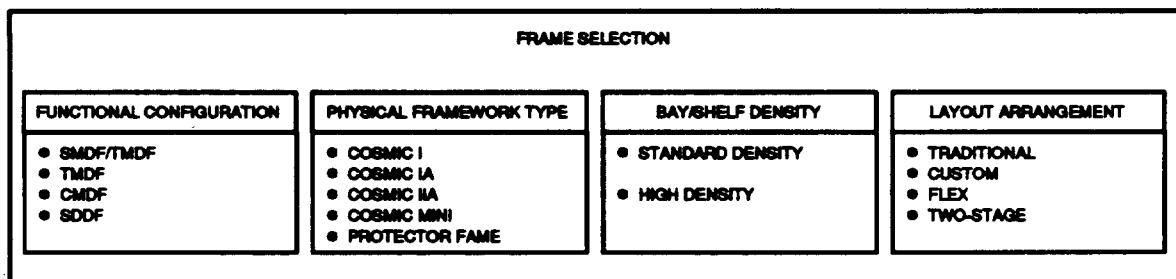 FRAME SELECTION
FUNCTIONAL CONFIGURATION
● SMDF/TMDF
● TMDF
● CMDF
● SDDF
PHYSICAL FRAMEWORK TYPE
● COSMIC I
● COSMIC IA
● COSMIC IIA
● COSMIC MINI
● PROTECTOR FAME
BAY/SHELF DENSITY
● STANDARD DENSITY
● HIGH DENSITY
LAYOUT ARRANGEMENT
● TRADITIONAL
● CUSTOM
● FLEX
● TWO-STAGE